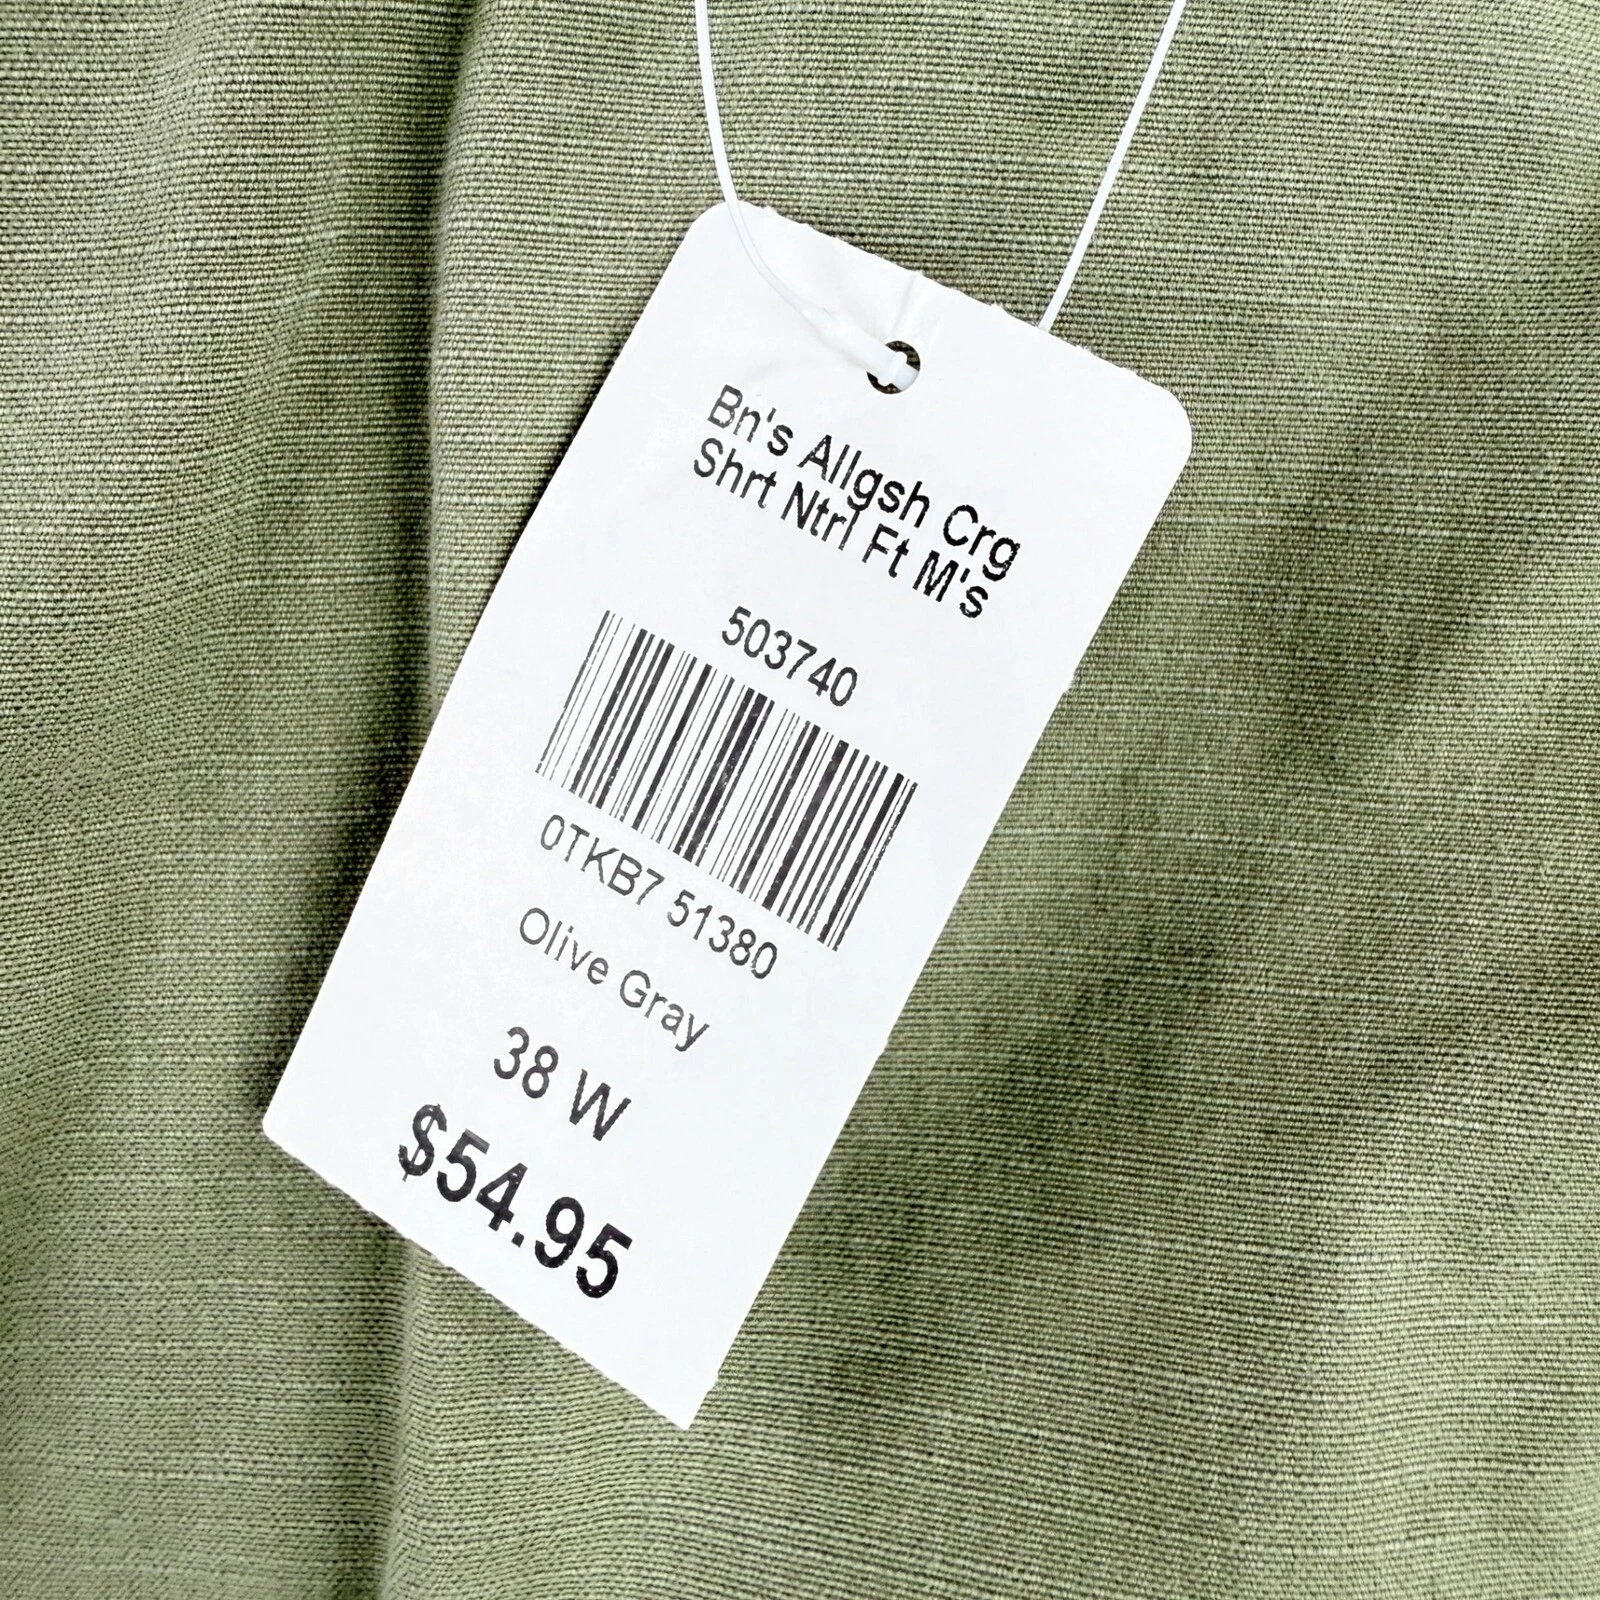 Bn's Allgsh Crg
Shrt Ntrl Ft M's
503740
0TKB7 51380
Olive Gray
38 W
$54.95